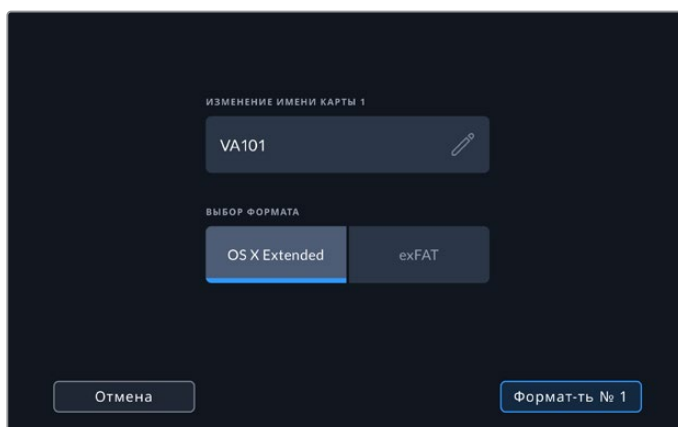 ИЗМЕНЕНИЕ ИМЕНИ КАРТЫ 1
VA101
ВЫБОР ФОРМАТА
OS X Extended exFAT
Отмена Формат-ть № 1